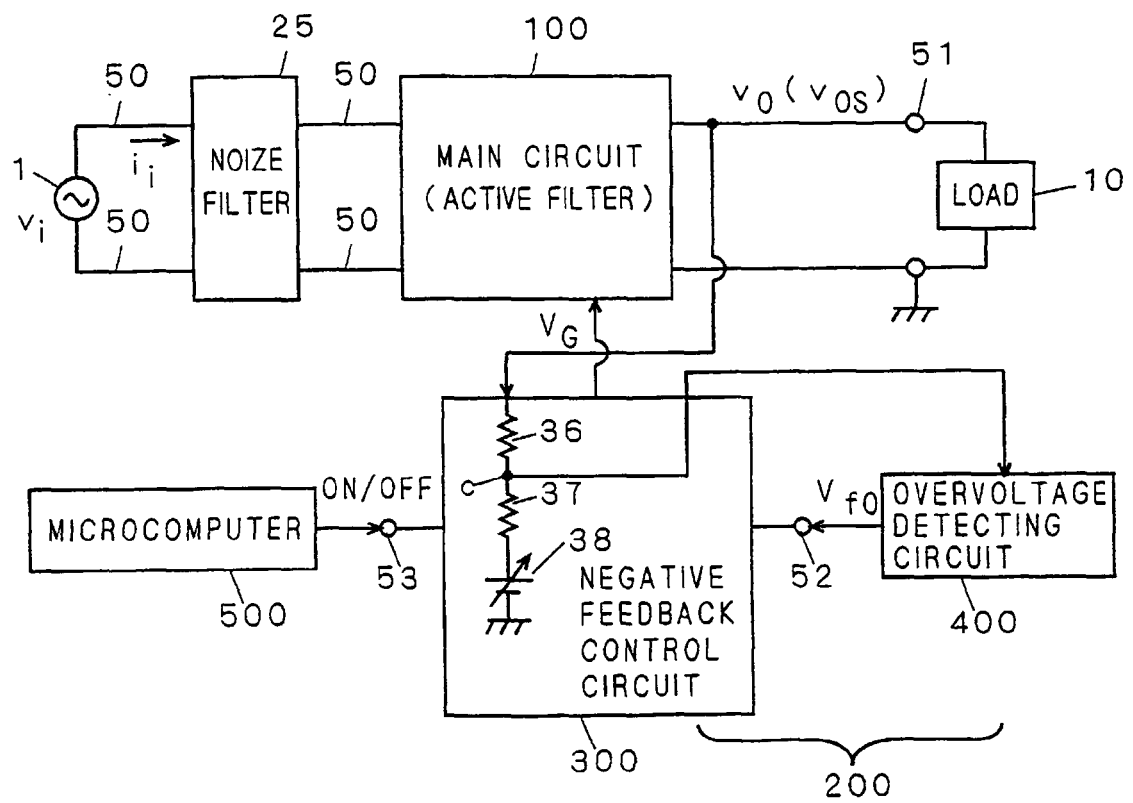 25
100
50
50
v0 (vOS)
51
1
ii
NOIZE
FILTER
MAIN CIRCUIT
(ACTIVE FILTER)
LOAD
10
vi
50
50
VG
36
ON/OFF
c
37
Vf0
OVERVOLTAGE
DETECTING
CIRCUIT
MICROCOMPUTER
53
38
52
500
NEGATIVE
FEEDBACK
CONTROL
CIRCUIT
400
300
200